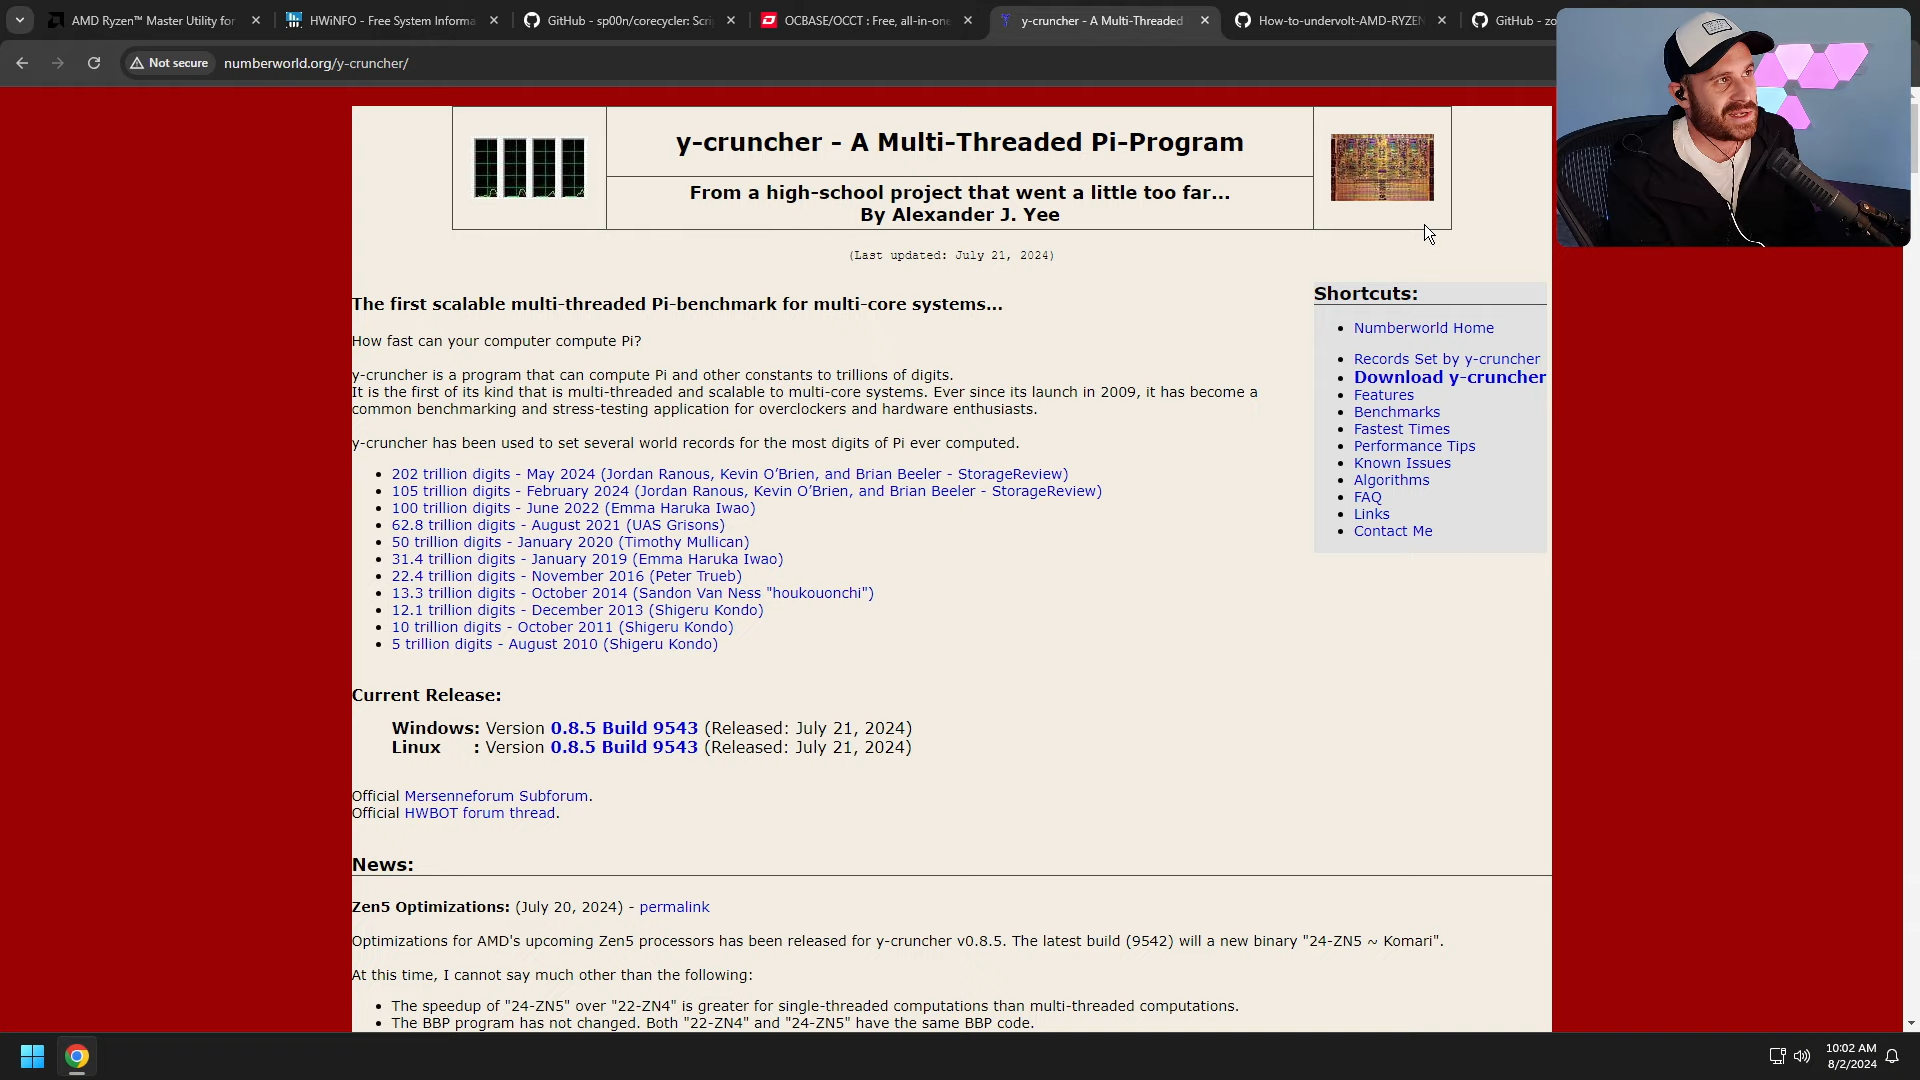 AMD Ryzen™ Master Utility for
HWiNFO - Free System Informa
GitHub - sp00n/corecycler: Scri
OCBASE/OCCT : Free, all-in-one
y-cruncher - A Multi-Threaded
How-to-undervolt-AMD-RYZEN
GitHub - zo
Not secure
numberworld.org/y-cruncher/
y-cruncher - A Multi-Threaded Pi-Program
From a high-school project that went a little too far...
By Alexander J. Yee
(Last updated: July 21, 2024)
The first scalable multi-threaded Pi-benchmark for multi-core systems...
How fast can your computer compute Pi?
y-cruncher is a program that can compute Pi and other constants to trillions of digits.
It is the first of its kind that is multi-threaded and scalable to multi-core systems. Ever since its launch in 2009, it has become a
common benchmarking and stress-testing application for overclockers and hardware enthusiasts.
y-cruncher has been used to set several world records for the most digits of Pi ever computed.
202 trillion digits - May 2024 (Jordan Ranous, Kevin O’Brien, and Brian Beeler - StorageReview)
105 trillion digits - February 2024 (Jordan Ranous, Kevin O’Brien, and Brian Beeler - StorageReview)
100 trillion digits - June 2022 (Emma Haruka Iwao)
62.8 trillion digits - August 2021 (UAS Grisons)
50 trillion digits - January 2020 (Timothy Mullican)
31.4 trillion digits - January 2019 (Emma Haruka Iwao)
22.4 trillion digits - November 2016 (Peter Trueb)
13.3 trillion digits - October 2014 (Sandon Van Ness "houkouonchi")
12.1 trillion digits - December 2013 (Shigeru Kondo)
10 trillion digits - October 2011 (Shigeru Kondo)
5 trillion digits - August 2010 (Shigeru Kondo)
Shortcuts:
Numberworld Home
Records Set by y-cruncher
Download y-cruncher
Features
Benchmarks
Fastest Times
Performance Tips
Known Issues
Algorithms
FAQ
Links
Contact Me
Current Release:
Windows: Version 0.8.5 Build 9543 (Released: July 21, 2024)
Linux : Version 0.8.5 Build 9543 (Released: July 21, 2024)
Official Mersenneforum Subforum.
Official HWBOT forum thread.
News:
Zen5 Optimizations: (July 20, 2024) - permalink
Optimizations for AMD's upcoming Zen5 processors has been released for y-cruncher v0.8.5. The latest build (9542) will a new binary "24-ZN5 ~ Komari".
At this time, I cannot say much other than the following:
The speedup of "24-ZN5" over "22-ZN4" is greater for single-threaded computations than multi-threaded computations.
The BBP program has not changed. Both "22-ZN4" and "24-ZN5" have the same BBP code.
10:02 AM
8/2/2024